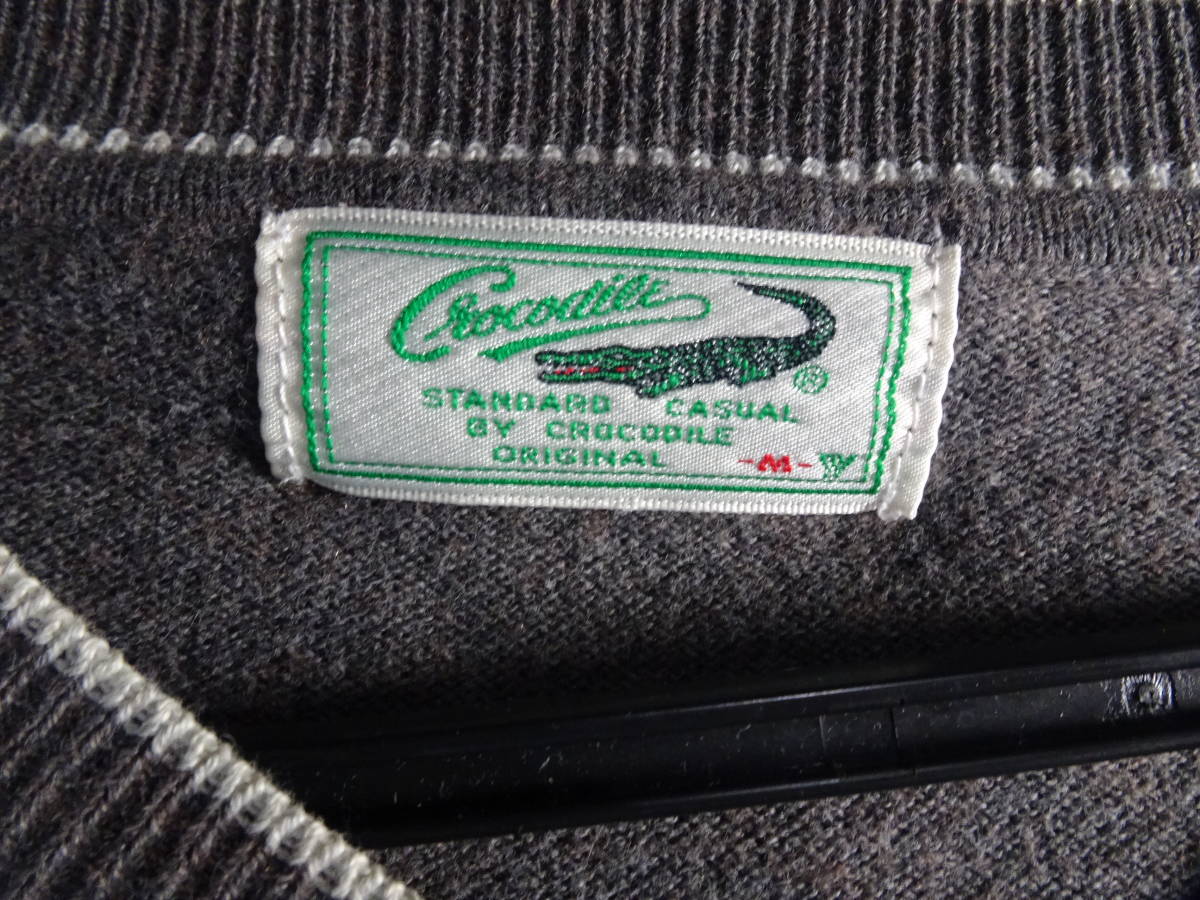 Crocodile
®
STANDARD CASUAL
BY CROCODILE
ORIGINAL -M-